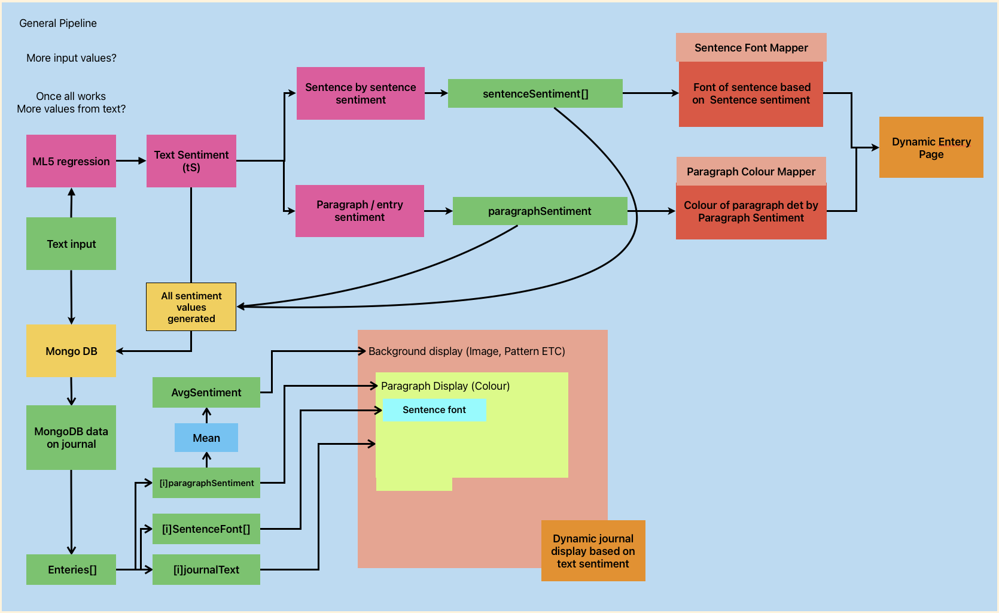 General Pipeline
More input values?
Once all works
More values from text?
Sentence Font Mapper
Sentence by sentence
sentiment
sentenceSentiment[]
Font of sentence based
on Sentence sentiment
ML5 regression
Text Sentiment
(tS)
Dynamic Entery
Page
Paragraph Colour Mapper
Paragraph / entry
sentiment
paragraphSentiment
Colour of paragraph det by
Paragraph Sentiment
Text input
All sentiment
values
generated
Mongo DB
Background display (Image, Pattern ETC)
AvgSentiment
Paragraph Display (Colour)
Sentence font
MongoDB data
on journal
Mean
[i]paragraphSentiment
[i]SentenceFont[]
Enteries[]
[i]journalText
Dynamic journal
display based on
text sentiment